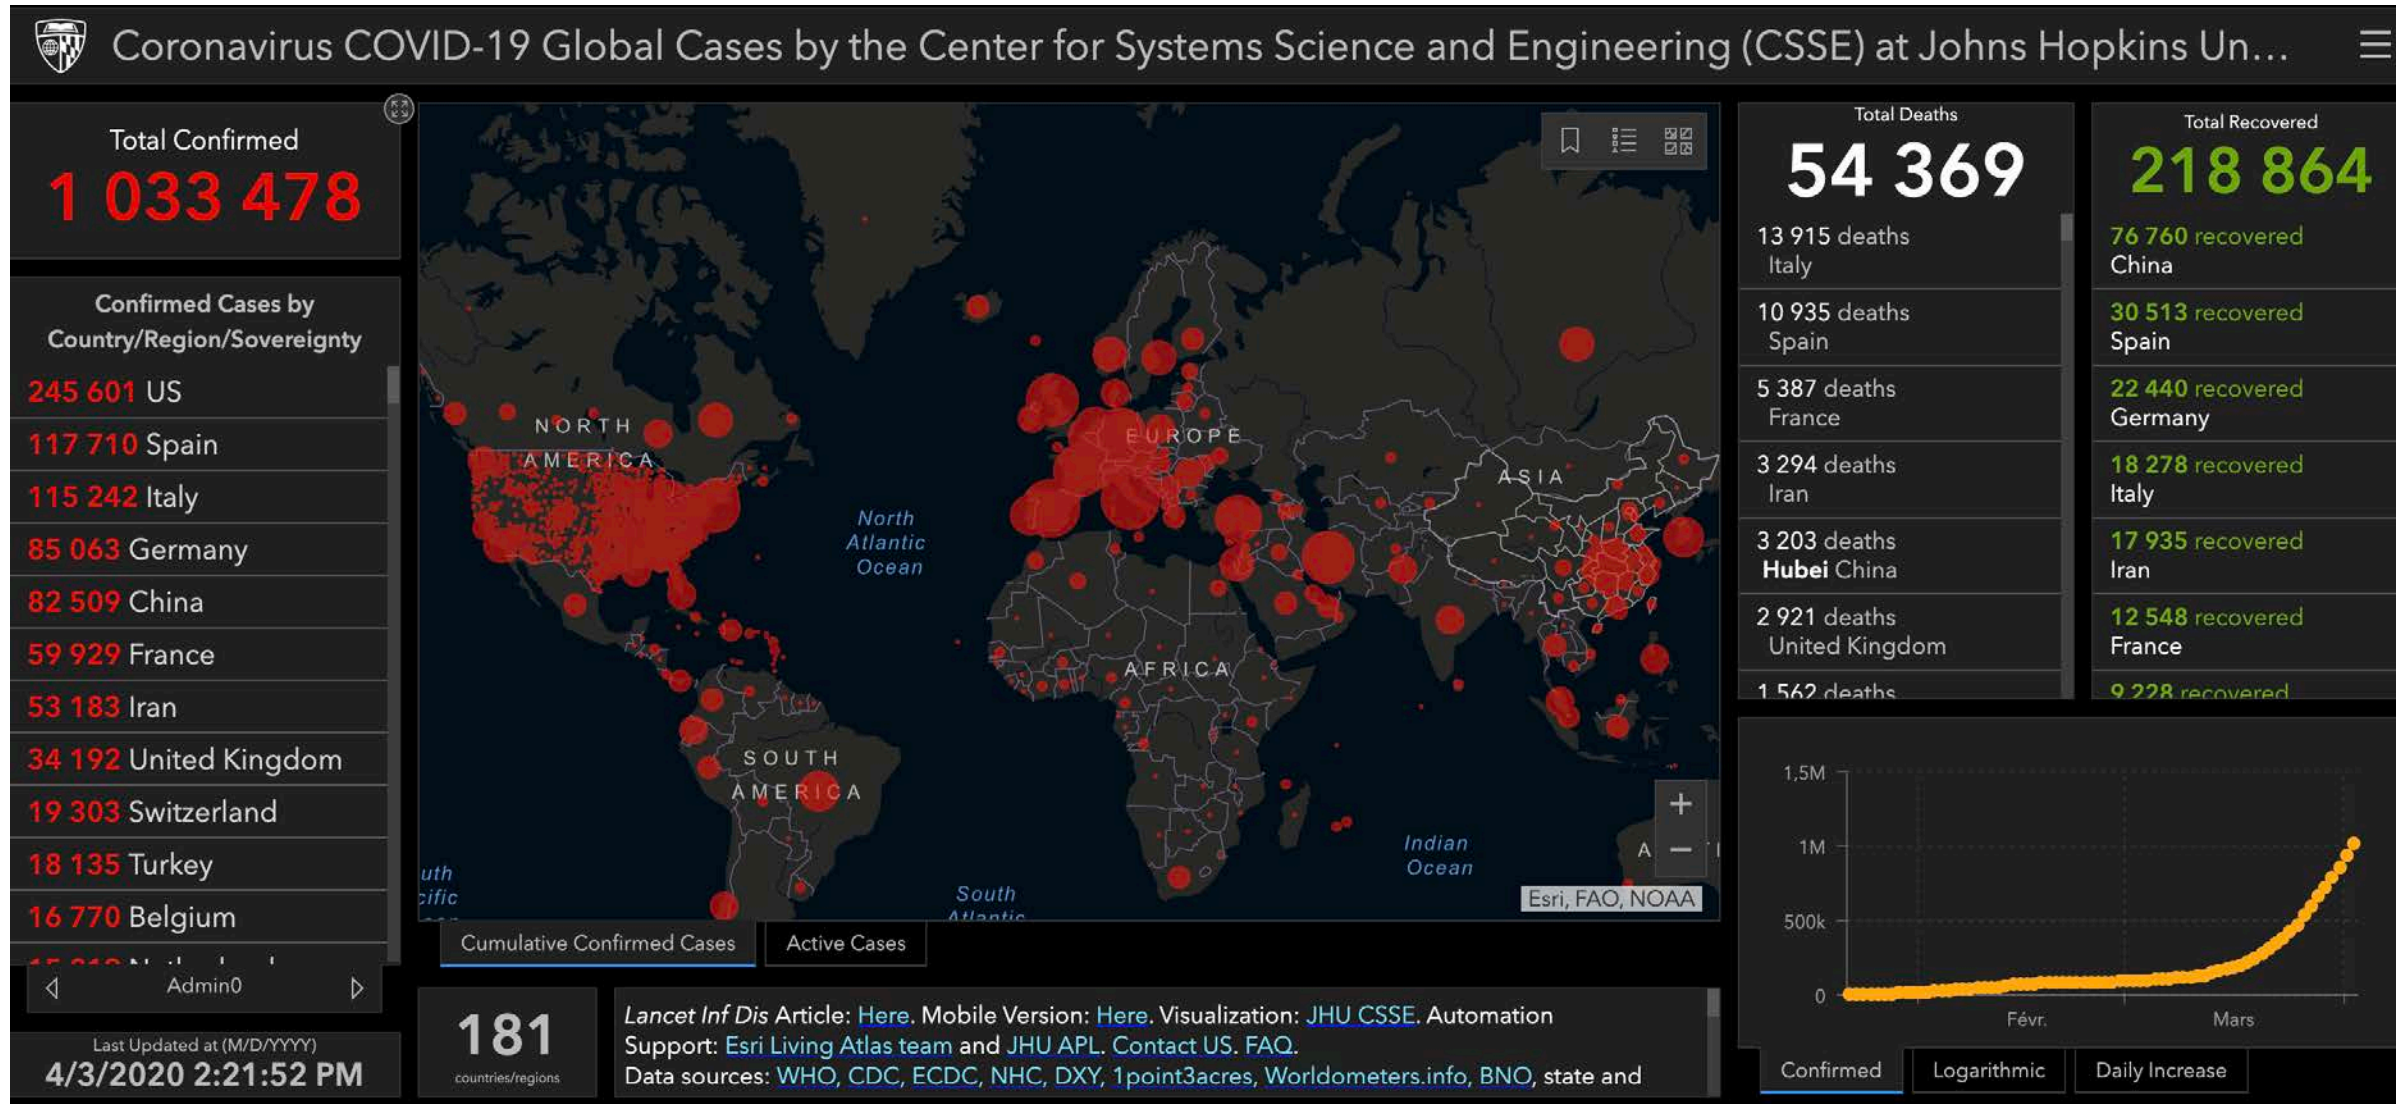 Coronavirus COVID-19 Global Cases by the Center for Systems Science and Engineering (CSSE) at Johns Hopkins Un...
Total Confirmed
1 033 478
Confirmed Cases by
Country/Region/Sovereignty
245 601 US
117 710 Spain
115 242 Italy
85 063 Germany
82 509 China
59 929 France
53 183 Iran
34 192 United Kingdom
19 303 Switzerland
18 135 Turkey
16 770 Belgium
Admin0
Last Updated at (M/D/YYYY)
4/3/2020 2:21:52 PM
NORTH
AMERICA
EUROPE
ASIA
North
Atlantic
Ocean
AFRICA
SOUTH
AMERICA
Indian
Ocean
South
Atlantic
Esri, FAO, NOAA
Cumulative Confirmed Cases
Active Cases
181
countries/regions
Lancet Inf Dis Article: Here. Mobile Version: Here. Visualization: JHU CSSE. Automation
Support: Esri Living Atlas team and JHU APL. Contact US. FAQ.
Data sources: WHO, CDC, ECDC, NHC, DXY, 1point3acres, Worldometers.info, BNO, state and
Total Deaths
54 369
13 915 deaths
Italy
10 935 deaths
Spain
5 387 deaths
France
3 294 deaths
Iran
3 203 deaths
Hubei China
2 921 deaths
United Kingdom
1 562 deaths
Total Recovered
218 864
76 760 recovered
China
30 513 recovered
Spain
22 440 recovered
Germany
18 278 recovered
Italy
17 935 recovered
Iran
12 548 recovered
France
9 228 recovered
1,5M
1M
500k
0
Févr.
Mars
Confirmed
Logarithmic
Daily Increase